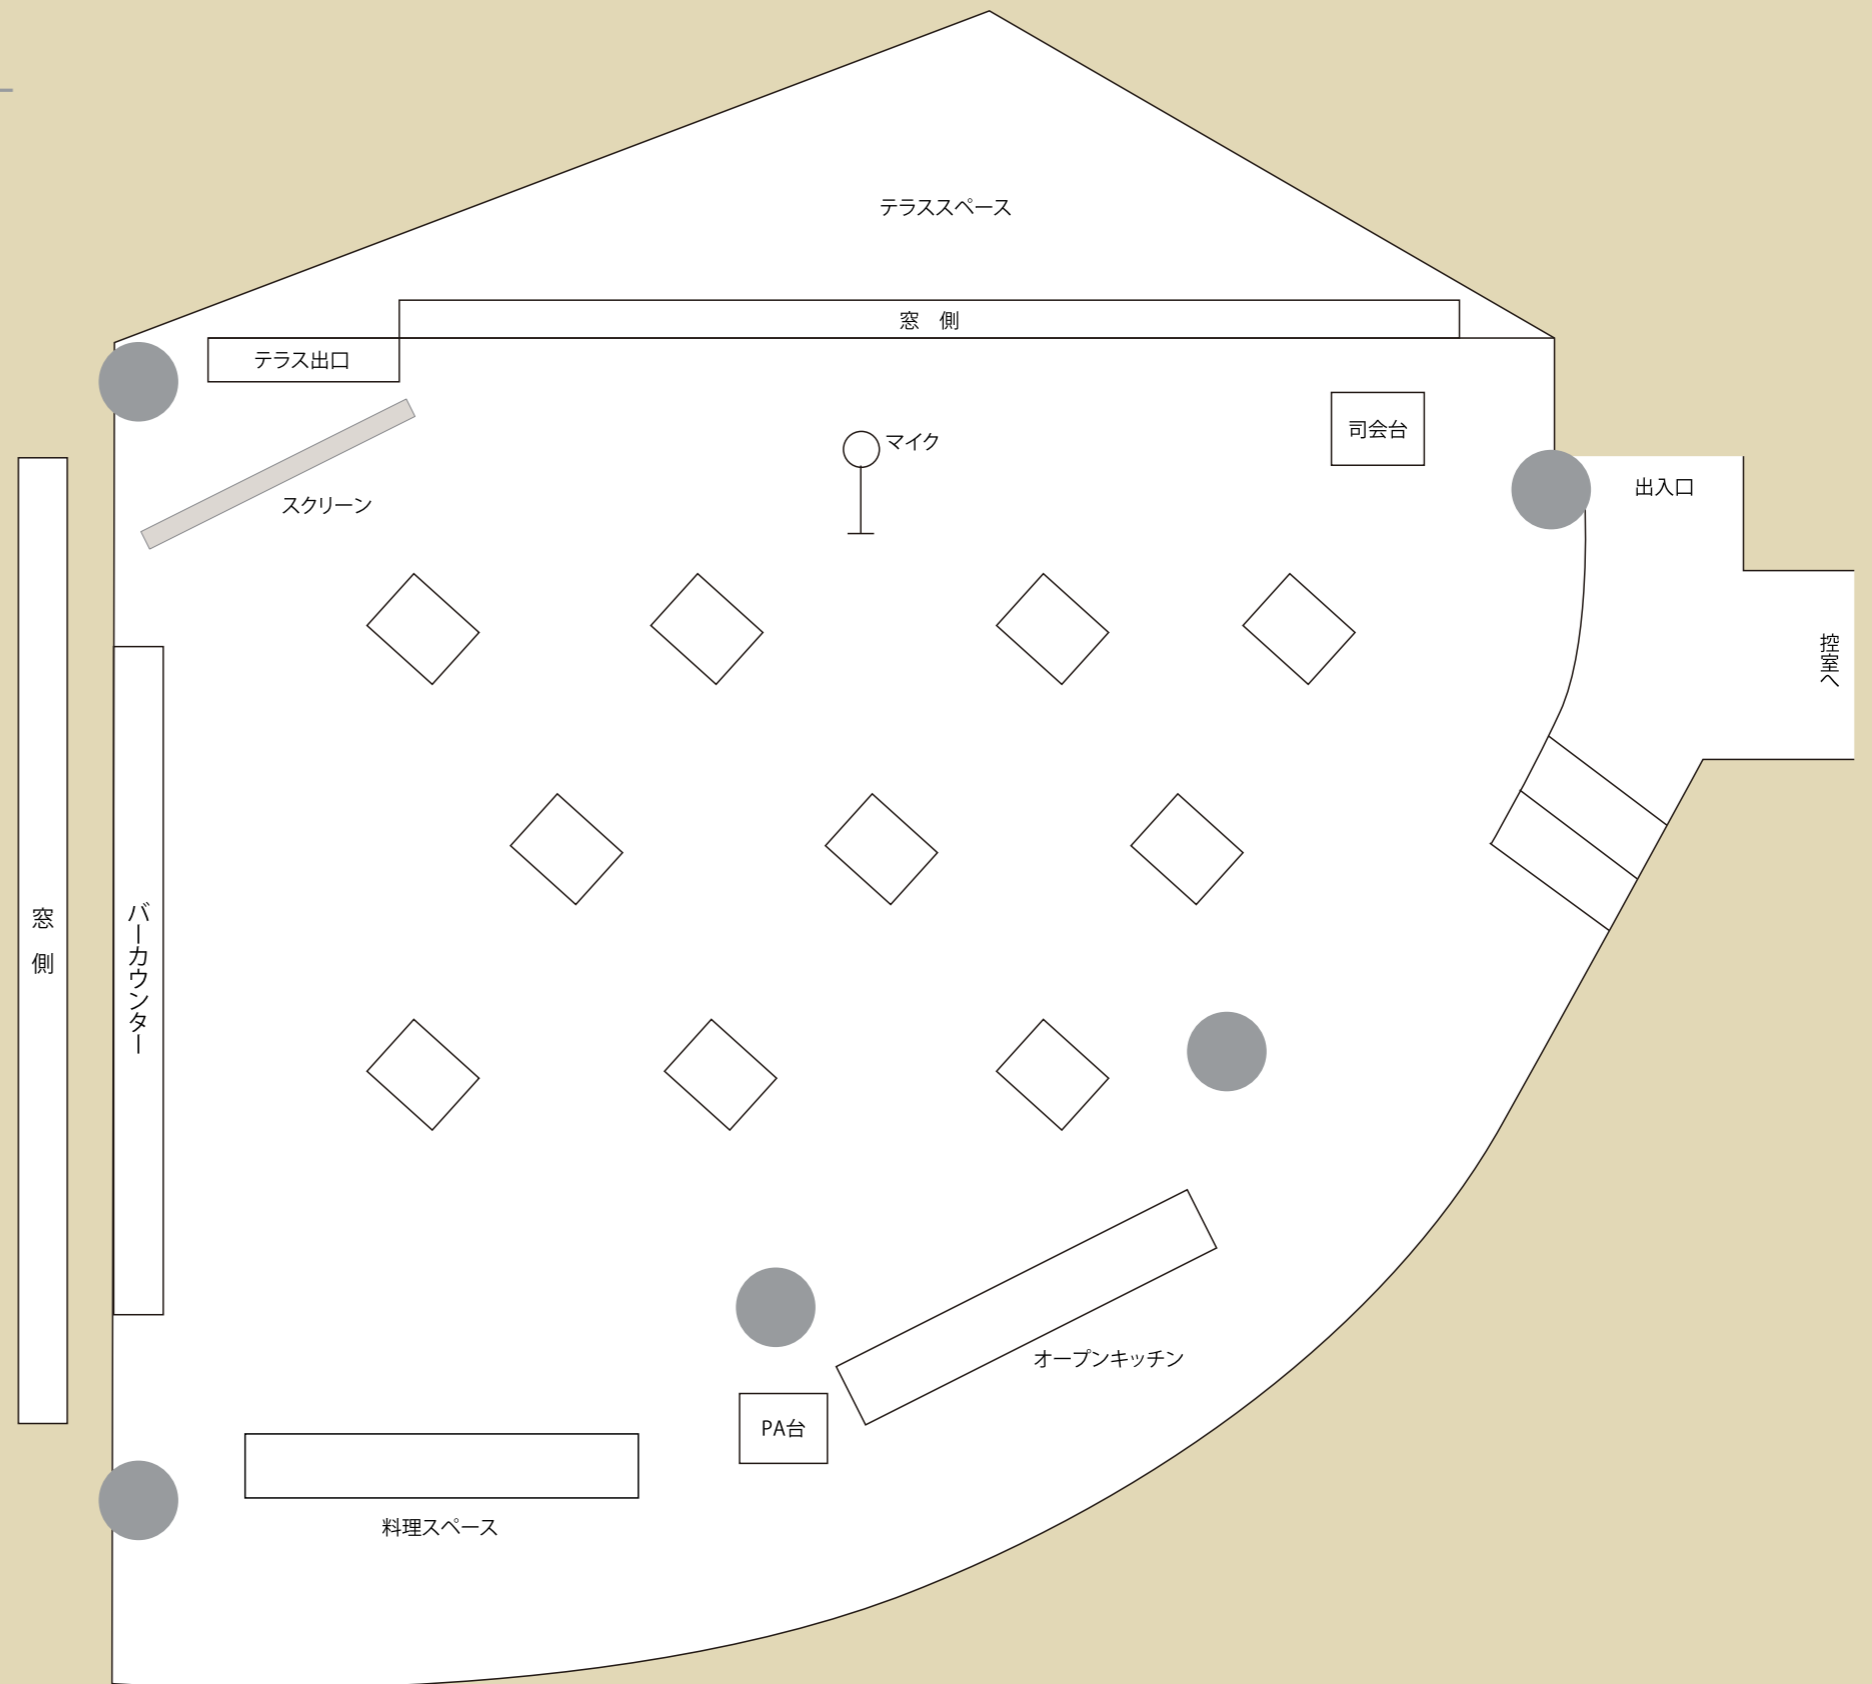 テラススペース
窓　側
テラス出口
司会台
マイク
出入口
スクリーン
控室へ
窓　側
バーカウンター
オープンキッチン
PA台
料理スペース